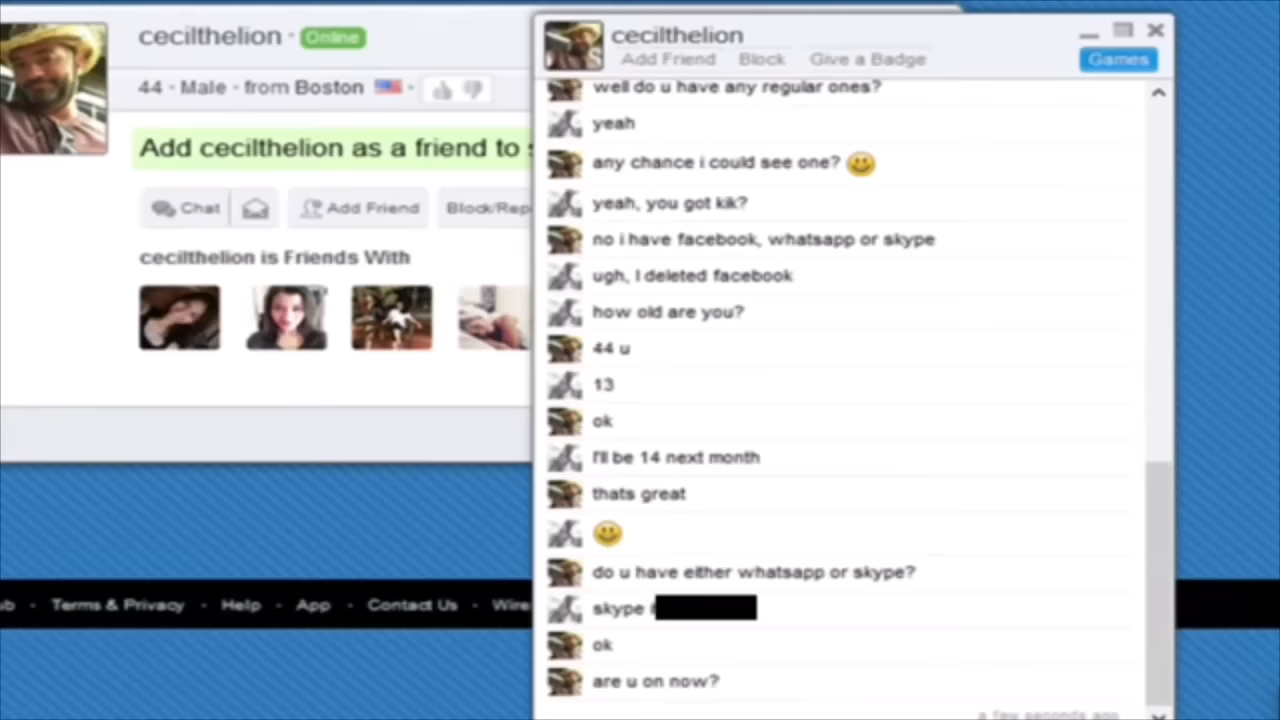 cecilthelion · Online
44 · Male · from Boston ·
Add cecilthelion as a friend to
Chat
Add Friend
Block/Rep
cecilthelion is Friends With
ub · Terms & Privacy · Help · App · Contact Us · Wire
cecilthelion
Add Friend Block Give a Badge
Games
well do u have any regular ones?
yeah
any chance i could see one?
yeah, you got kik?
no i have facebook, whatsapp or skype
ugh, I deleted facebook
how old are you?
44 u
13
ok
I'll be 14 next month
thats great
do u have either whatsapp or skype?
skype
ok
are u on now?
a few seconds ago